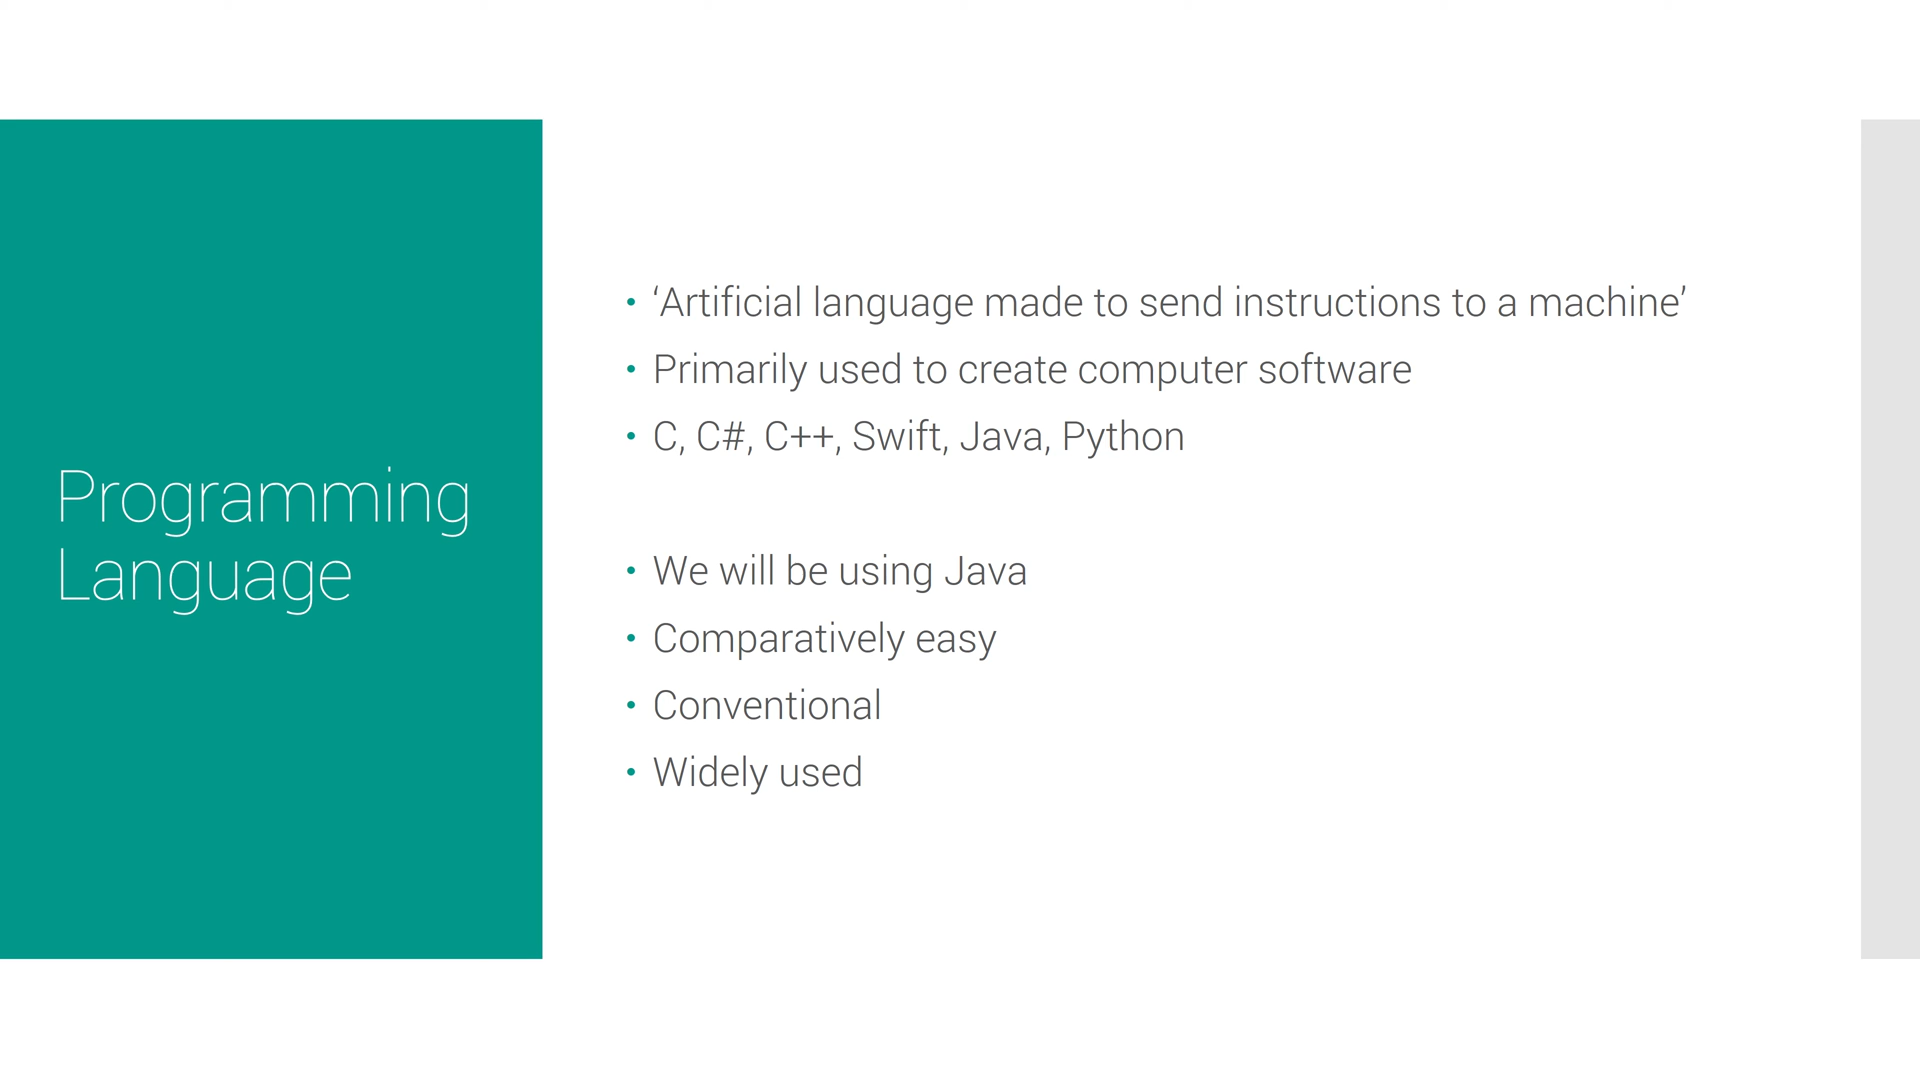 Programming
Language
• ‘Artificial language made to send instructions to a machine’
• Primarily used to create computer software
• C, C#, C++, Swift, Java, Python
• We will be using Java
• Comparatively easy
• Conventional
• Widely used